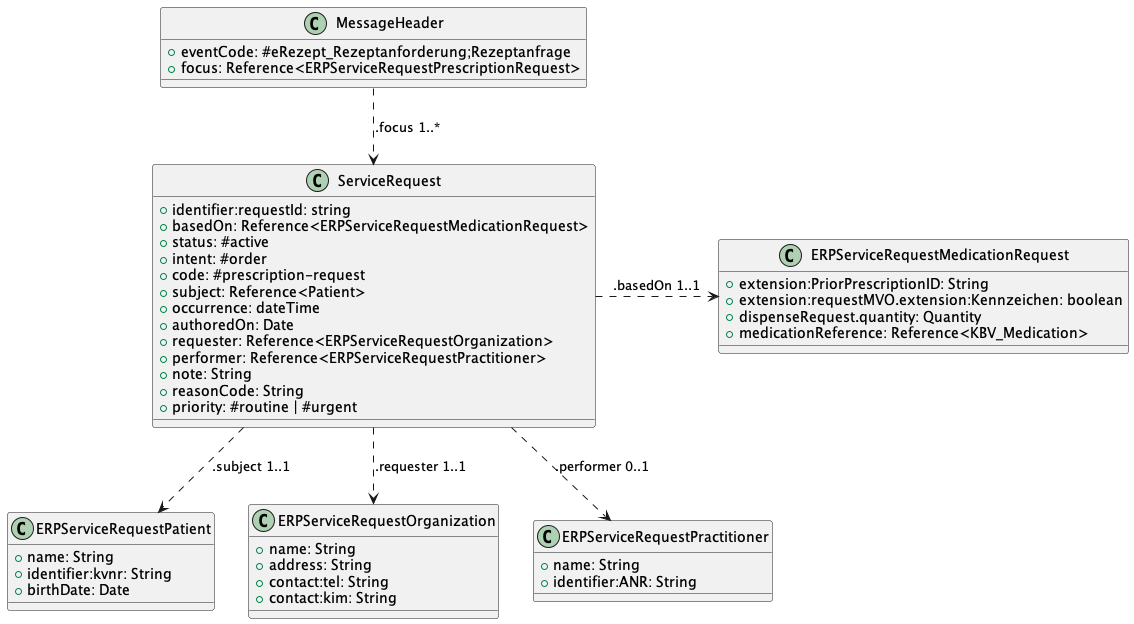 C MessageHeader
eventCode: #eRezept_Rezeptanforderung;Rezeptanfrage
focus: Reference<ERPServiceRequestPrescriptionRequest>
.focus 1..*
C ServiceRequest
identifier:requestId: string
basedOn: Reference<ERPServiceRequestMedicationRequest>
status: #active
intent: #order
code: #prescription-request
subject: Reference<Patient>
occurrence: dateTime
authoredOn: Date
requester: Reference<ERPServiceRequestOrganization>
performer: Reference<ERPServiceRequestPractitioner>
note: String
reasonCode: String
priority: #routine | #urgent
.basedOn 1..1
C ERPServiceRequestMedicationRequest
extension:PriorPrescriptionID: String
extension:requestMVO.extension:Kennzeichen: boolean
dispenseRequest.quantity: Quantity
medicationReference: Reference<KBV_Medication>
.subject 1..1
.requester 1..1
.performer 0..1
C ERPServiceRequestPatient
name: String
identifier:kvnr: String
birthDate: Date
C ERPServiceRequestOrganization
name: String
address: String
contact:tel: String
contact:kim: String
C ERPServiceRequestPractitioner
name: String
identifier:ANR: String